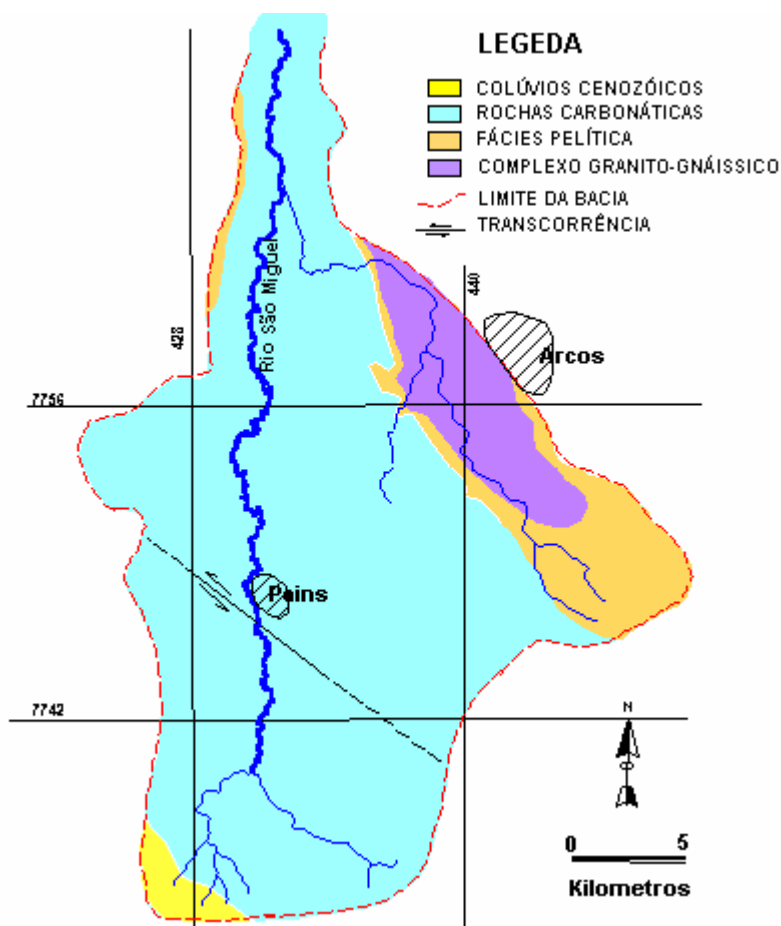 LEGEDA
COLÚVIOS CENOZÓICOS
ROCHAS CARBONÁTICAS
FÁCIES PELÍTICA
COMPLEXO GRANITO-GNÁISSICO
LIMITE DA BACIA
TRANSCORRÊNCIA
Rio São Miguel
440
428
Arcos
7756
Pains
7742
N
0 5
Kilometros